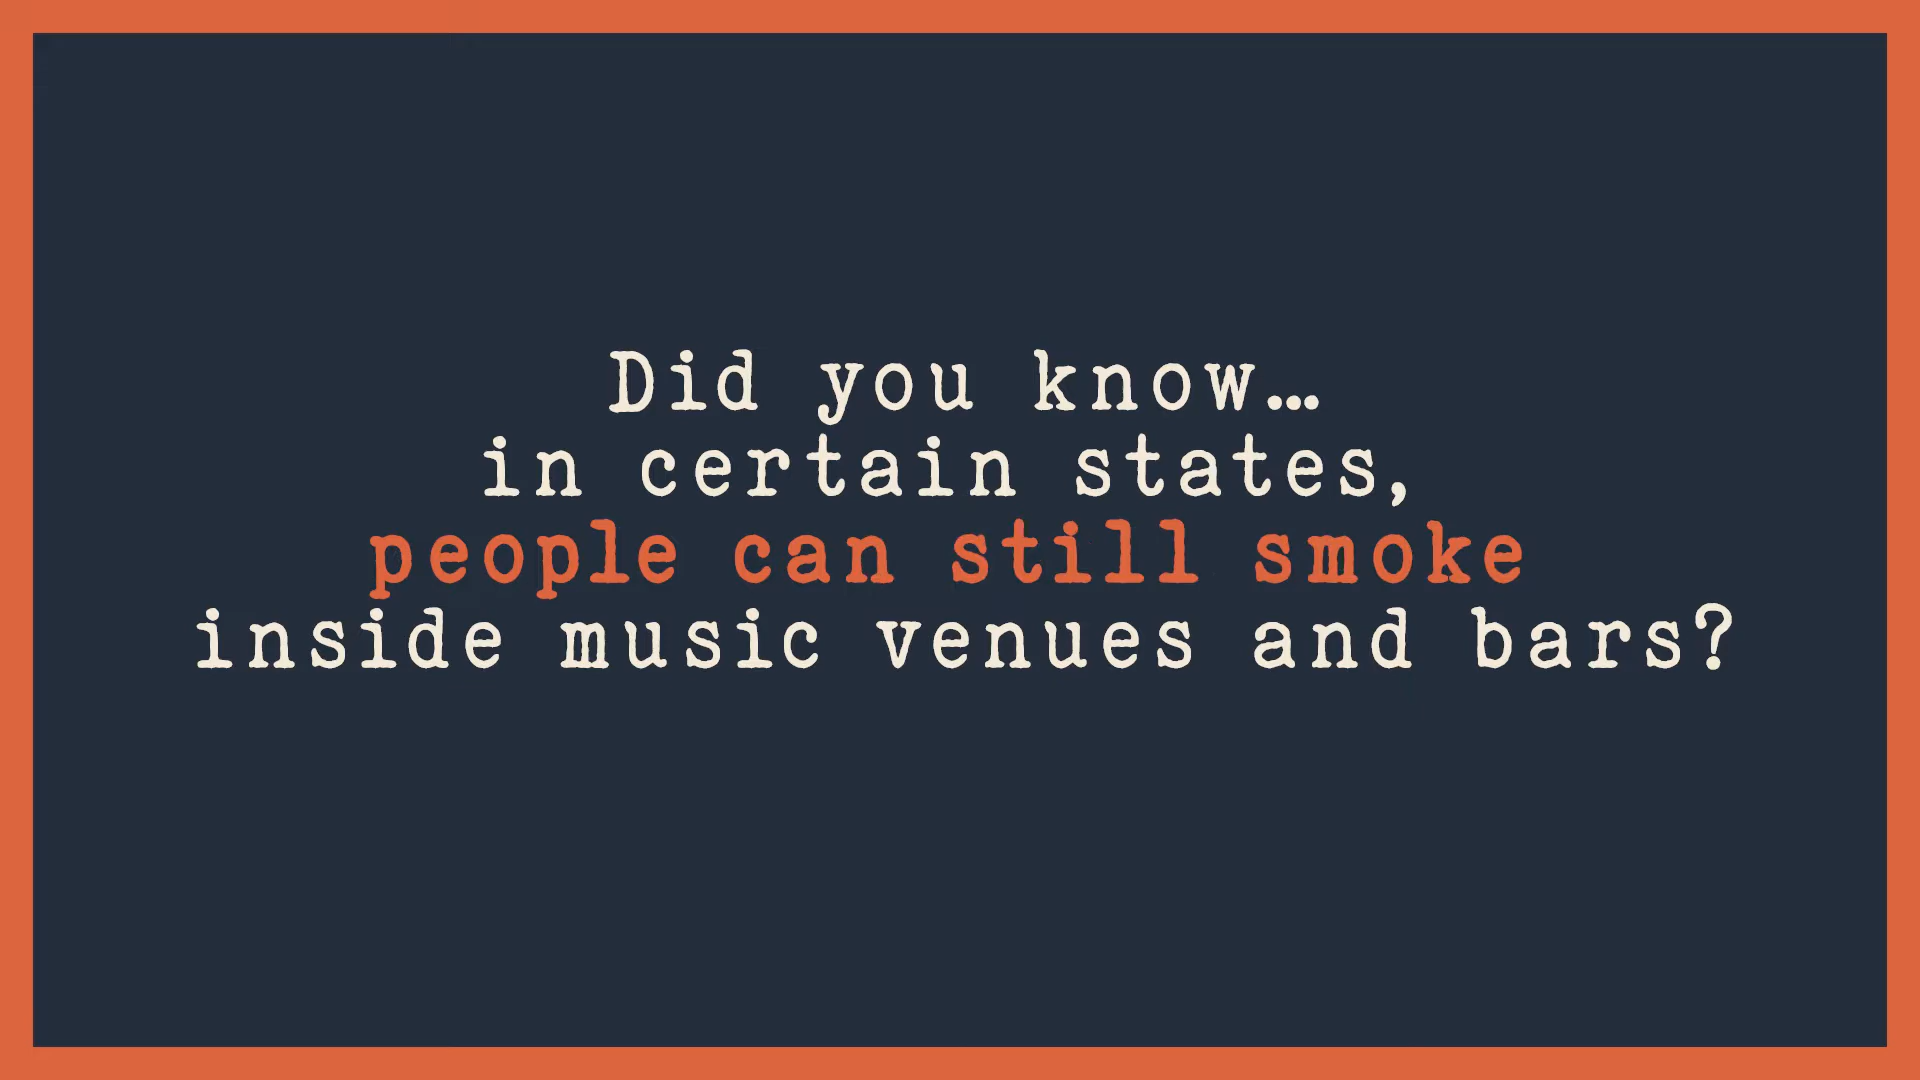 Did you know…
in certain states,
people can still smoke
inside music venues and bars?